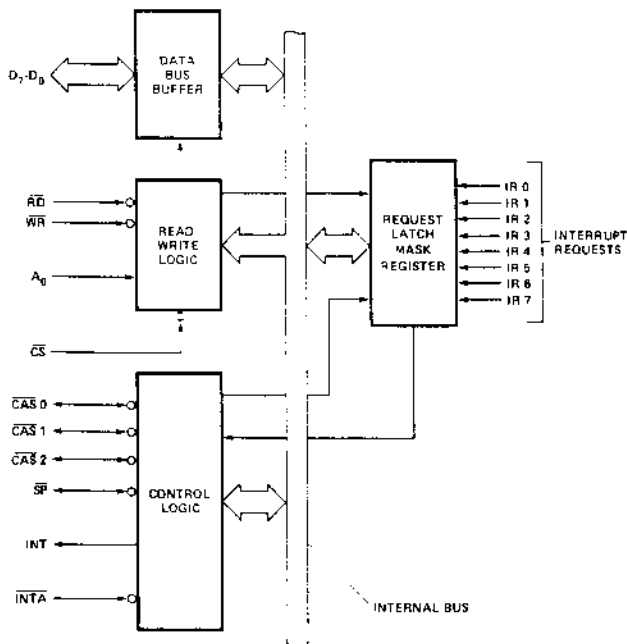 DATA
BUS
BUFFER
D7-D0
RD
WR
A0
READ
WRITE
LOGIC
CS
REQUEST
LATCH
MASK
REGISTER
IR 0
IR 1
IR 2
IR 3
IR 4
IR 5
IR 6
IR 7
INTERRUPT
REQUESTS
CAS 0
CAS 1
CAS 2
SP
INT
INTA
CONTROL
LOGIC
INTERNAL BUS